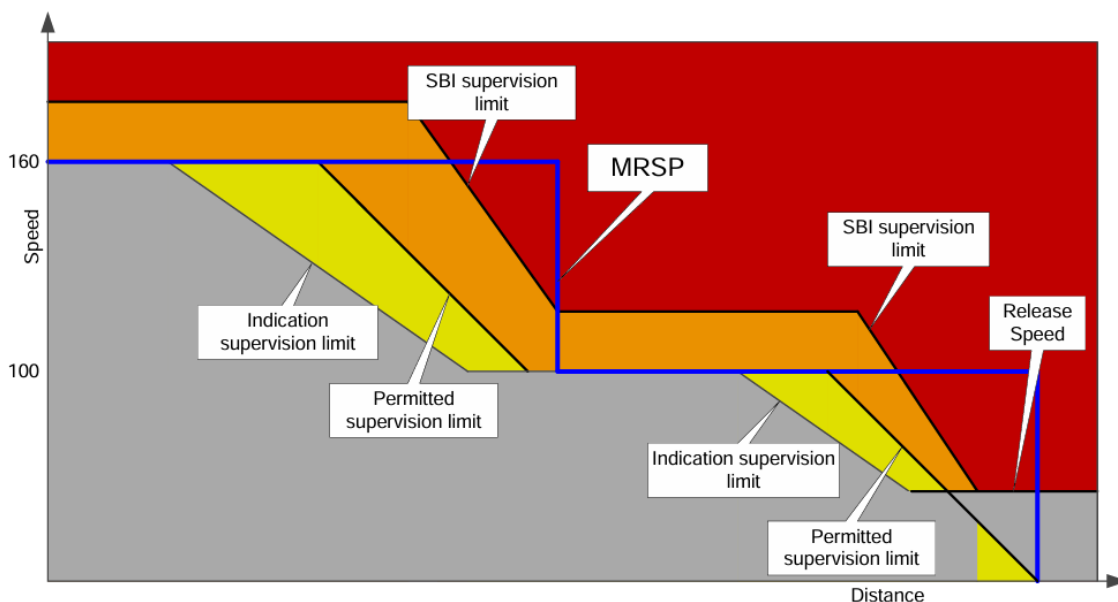 SBI supervision
limit
160
MRSP
Speed
SBI supervision
limit
Indication
supervision limit
Release
Speed
100
Permitted
supervision limit
Indication supervision
limit
Permitted
supervision limit
Distance